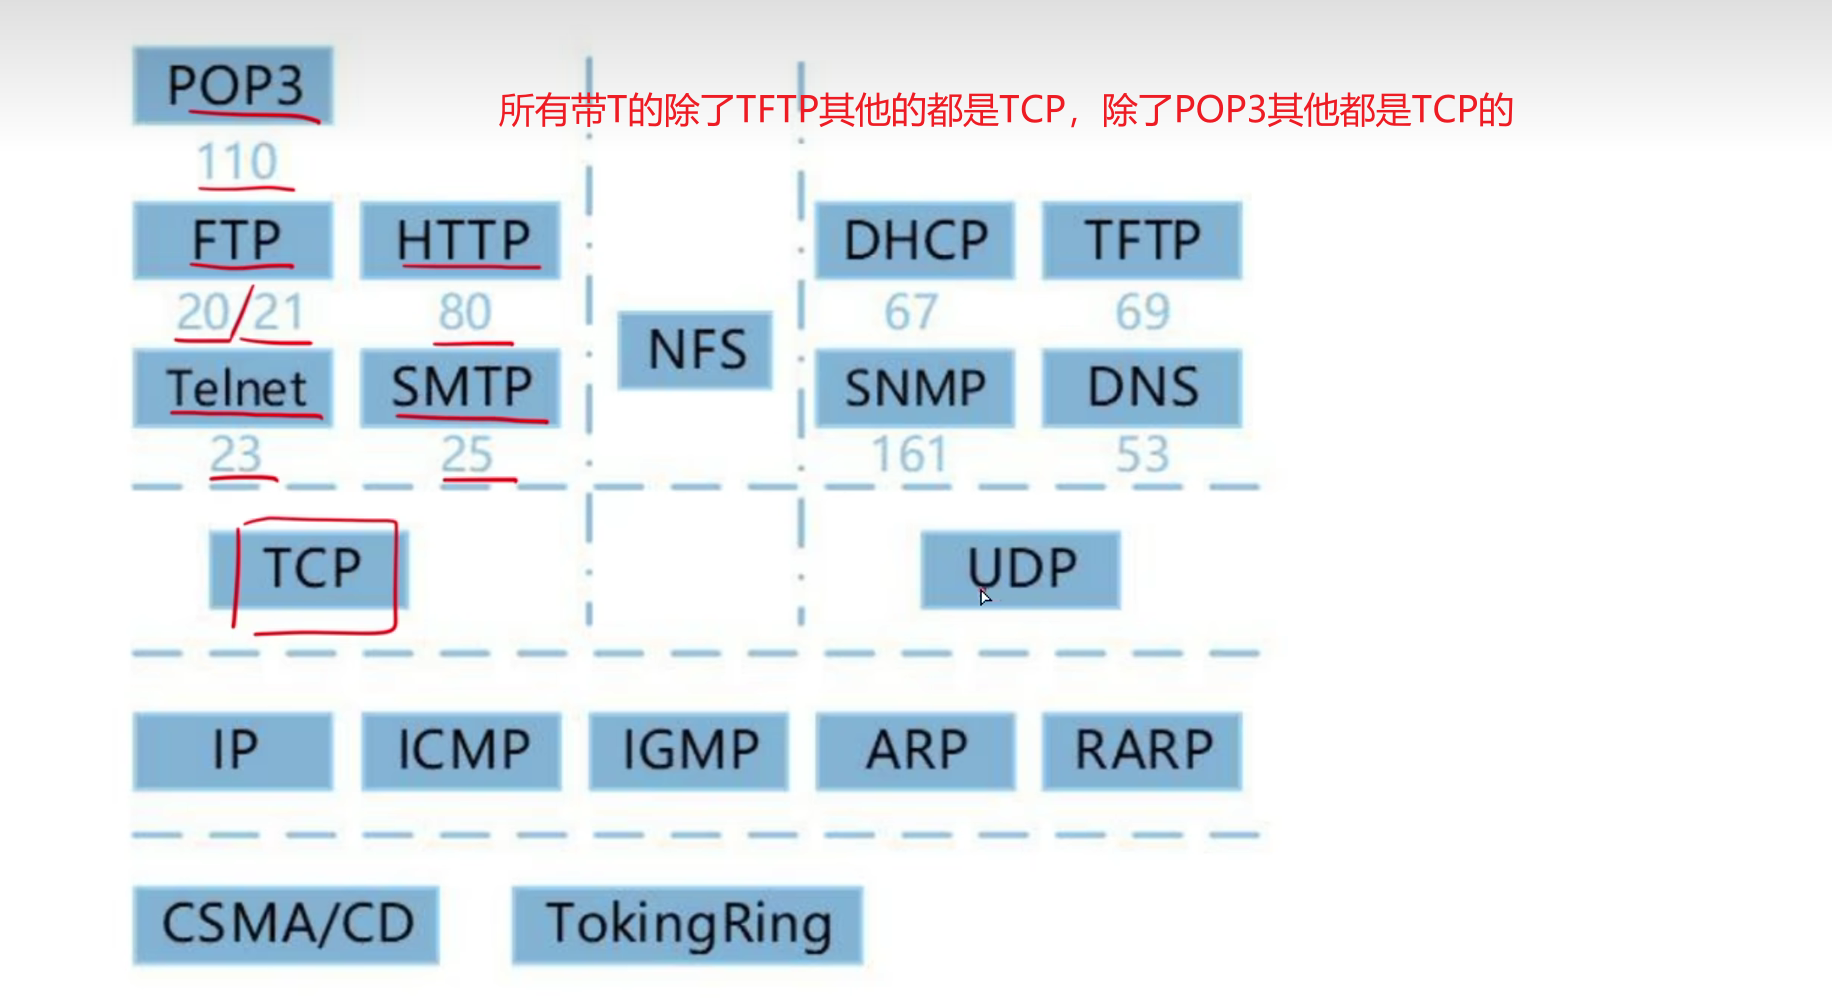 POP3
所有带T的除了TFTP其他的都是TCP，除了POP3其他都是TCP的
110
FTP HTTP DHCP TFTP
20/21 80 67 69
NFS
Telnet SMTP SNMP DNS
23 25 161 53
TCP UDP
IP ICMP IGMP ARP RARP
CSMA/CD TokingRing